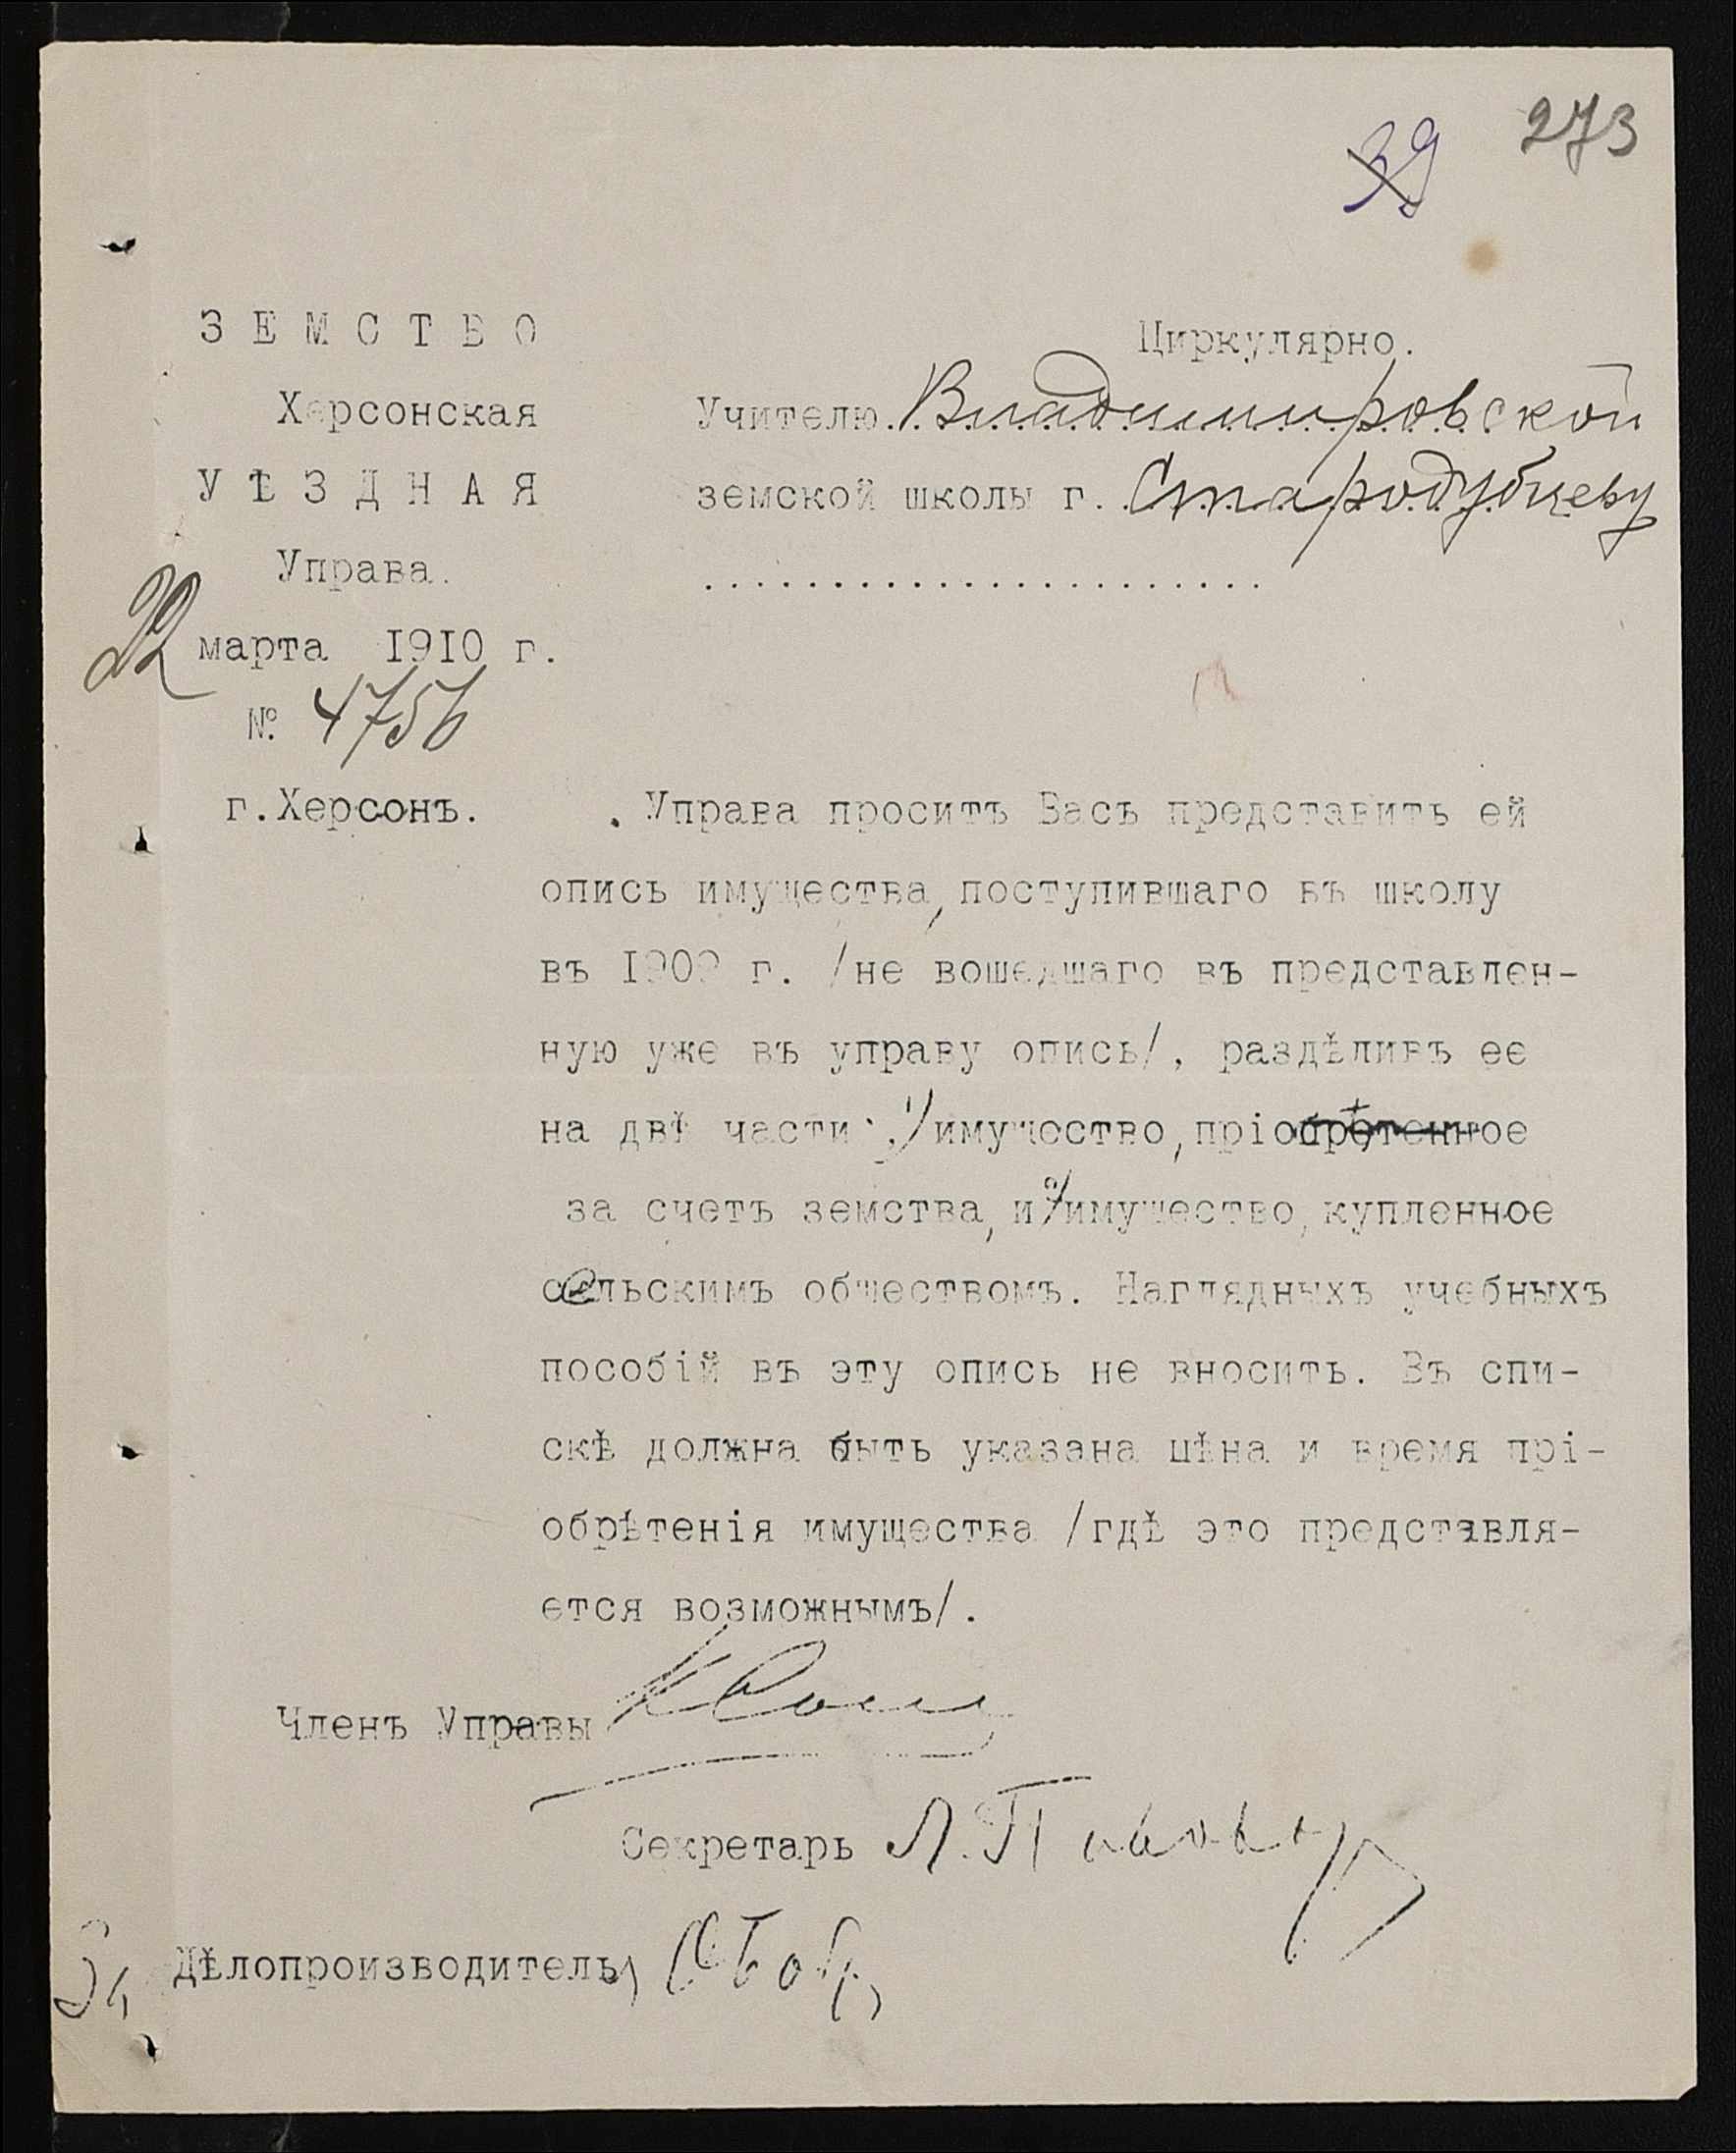 273
39
ЗЕМСТВО
Циркулярно.
Херсонская
Учителю Владимировской
УѢЗДНАЯ
земской школы г. Стародубцеву
Управа.
22 марта 1910 г.
№ 4756
г.Херсонъ.
Управа проситъ Васъ представить ей
опись имущества, поступившаго въ школу
въ 1909 г. /не вошедшаго въ представлен-
ную уже въ управу опись/, раздѣливъ ее
на двѣ части: 1/ имущество, пріобрѣтенное
за счетъ земства, и 2/ имущество, купленное
сельскимъ обществомъ. Наглядныхъ учебныхъ
пособій въ эту опись не вносить. Въ спи-
скѣ должна быть указана цѣна и время прі-
обрѣтенія имущества /гдѣ это представля-
ется возможнымъ/.
Членъ Управы
Секретарь
Дѣлопроизводитель